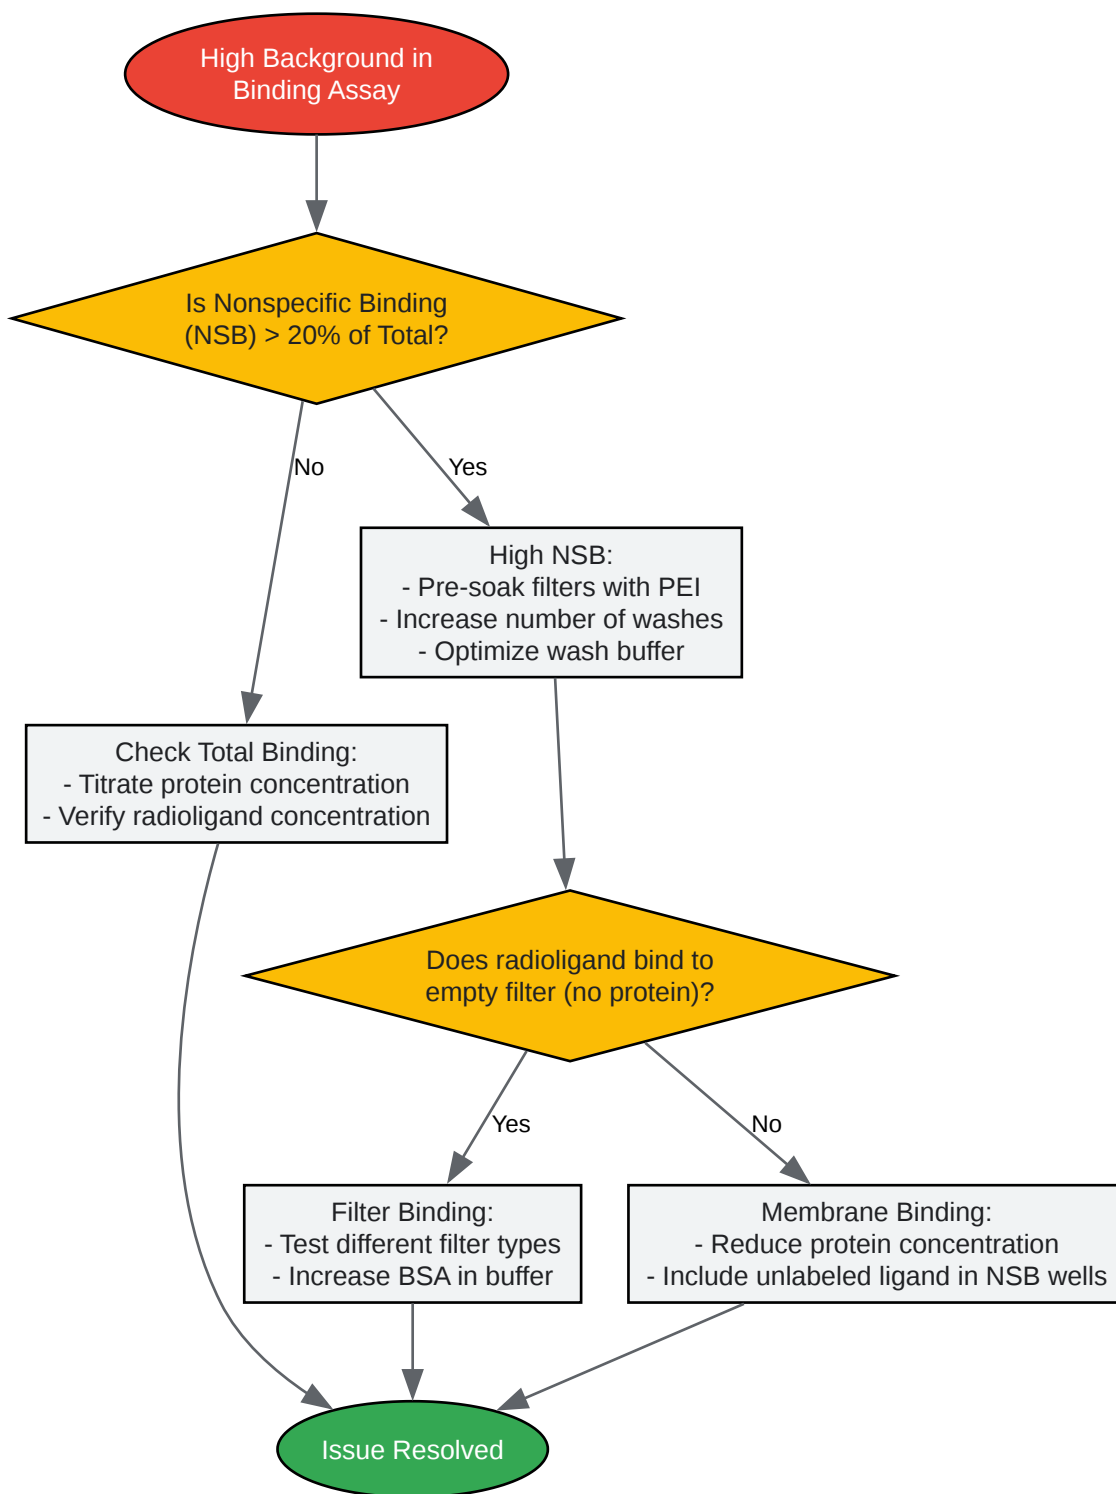 High Background in
Binding Assay
Is Nonspecific Binding
(NSB) > 20% of Total?
No
Yes
High NSB:
- Pre-soak filters with PEI
- Increase number of washes
- Optimize wash buffer
Check Total Binding:
- Titrate protein concentration
- Verify radioligand concentration
Does radioligand bind to
empty filter (no protein)?
Yes
No
Filter Binding:
- Test different filter types
- Increase BSA in buffer
Membrane Binding:
- Reduce protein concentration
- Include unlabeled ligand in NSB wells
Issue Resolved